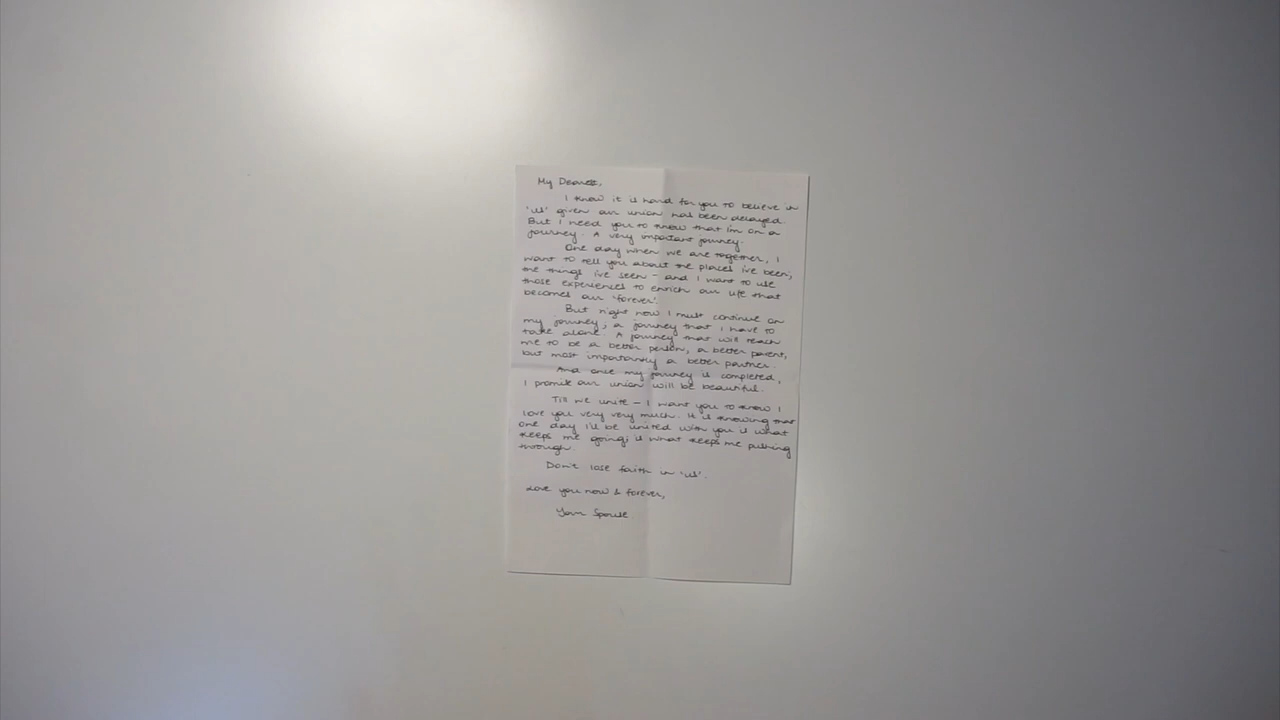 My Dearest,
I know it is hard for you to believe in
'us' given our union has been delayed.
But I need you to know that i'm on a
journey. A very important journey.
One day when we are together, I
want to tell you about the places i've been,
the things i've seen - and I want to use
those experiences to enrich our life that
becomes our 'forever'.
But right now I must continue on
my journey; a journey that I have to
take alone. A journey that will teach
me to be a better person, a better parent,
but most importantly a better partner.
And once my journey is completed,
I promise our union will be beautiful.
Till we unite - I want you to know I
love you very very much. It is knowing that
one day i'll be united with you is what
keeps me going; is what keeps me pushing
through.
Don't lose faith in 'us'.
Love you now & forever,
Your Spouse.